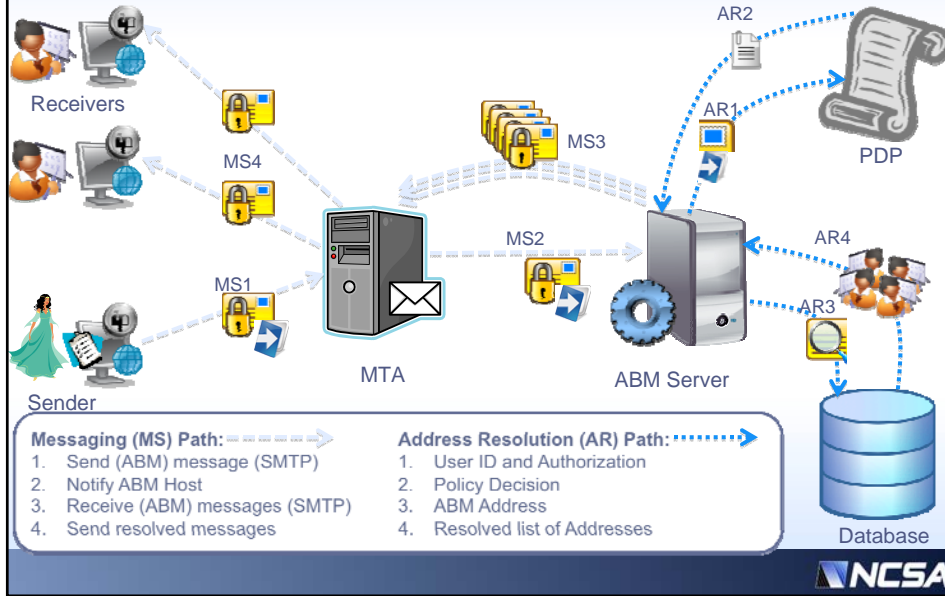 AR2
Receivers
MS4
MS3
AR1
PDP
MS1
MS2
AR4
AR3
MTA
ABM Server
Sender
Database
Messaging (MS) Path:
1. Send (ABM) message (SMTP)
2. Notify ABM Host
3. Receive (ABM) messages (SMTP)
4. Send resolved messages
Address Resolution (AR) Path:
1. User ID and Authorization
2. Policy Decision
3. ABM Address
4. Resolved list of Addresses
NCSA